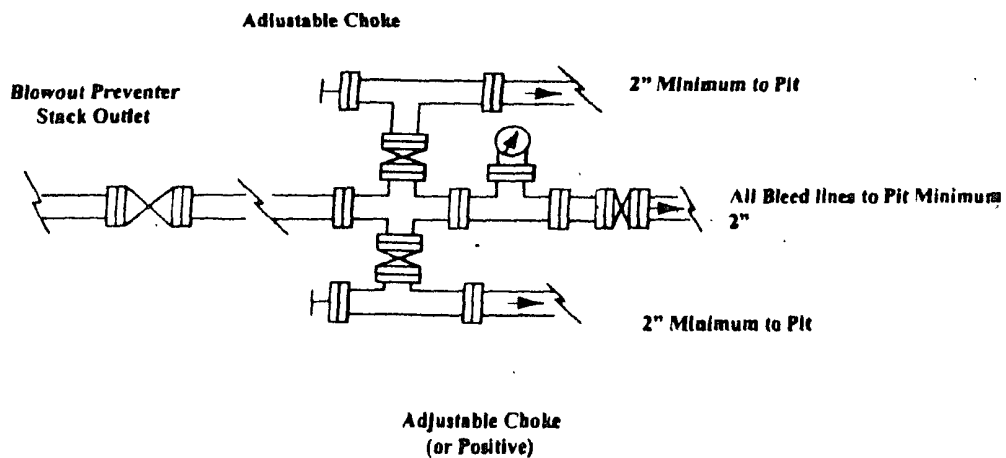 Adjustable Choke
Blowout Preventer
Stack Outlet
2" Minimum to Pit
All Bleed lines to Pit Minimum
2"
2" Minimum to Pit
Adjustable Choke
(or Positive)